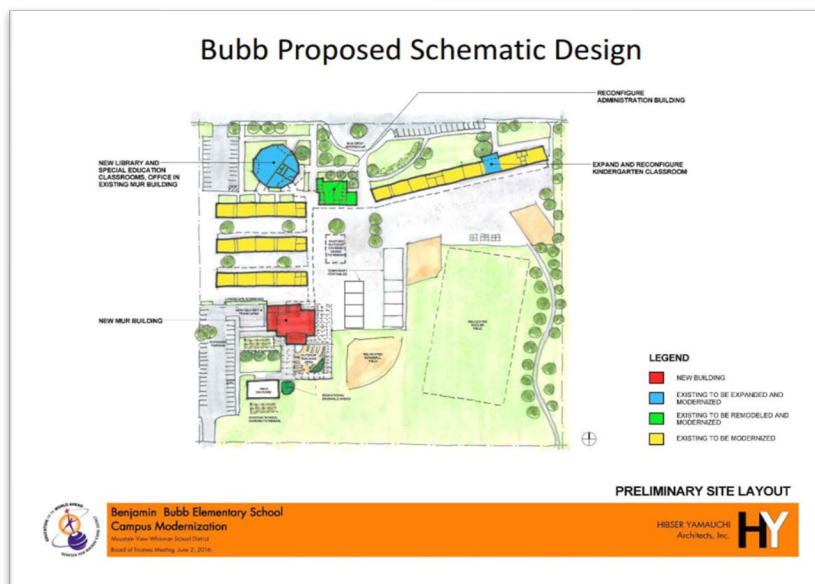 Bubb Proposed Schematic Design
RECONFIGURE
ADMINISTRATION BUILDING
NEW LIBRARY AND
SPECIAL EDUCATION
CLASSROOMS, OFFICE IN
EXISTING MUR BUILDING
EXPAND AND RECONFIGURE
KINDERGARTEN CLASSROOM
NEW MUR BUILDING
LEGEND
NEW BUILDING
EXISTING TO BE EXPANDED AND
MODERNIZED
EXISTING TO BE REMODELED AND
MODERNIZED
EXISTING TO BE MODERNIZED
PRELIMINARY SITE LAYOUT
Benjamin Bubb Elementary School
Campus Modernization
Mountain View Whisman School District
Board of Trustees Meeting June 2, 2016
HIBSER YAMAUCHI
Architects, Inc.
HY